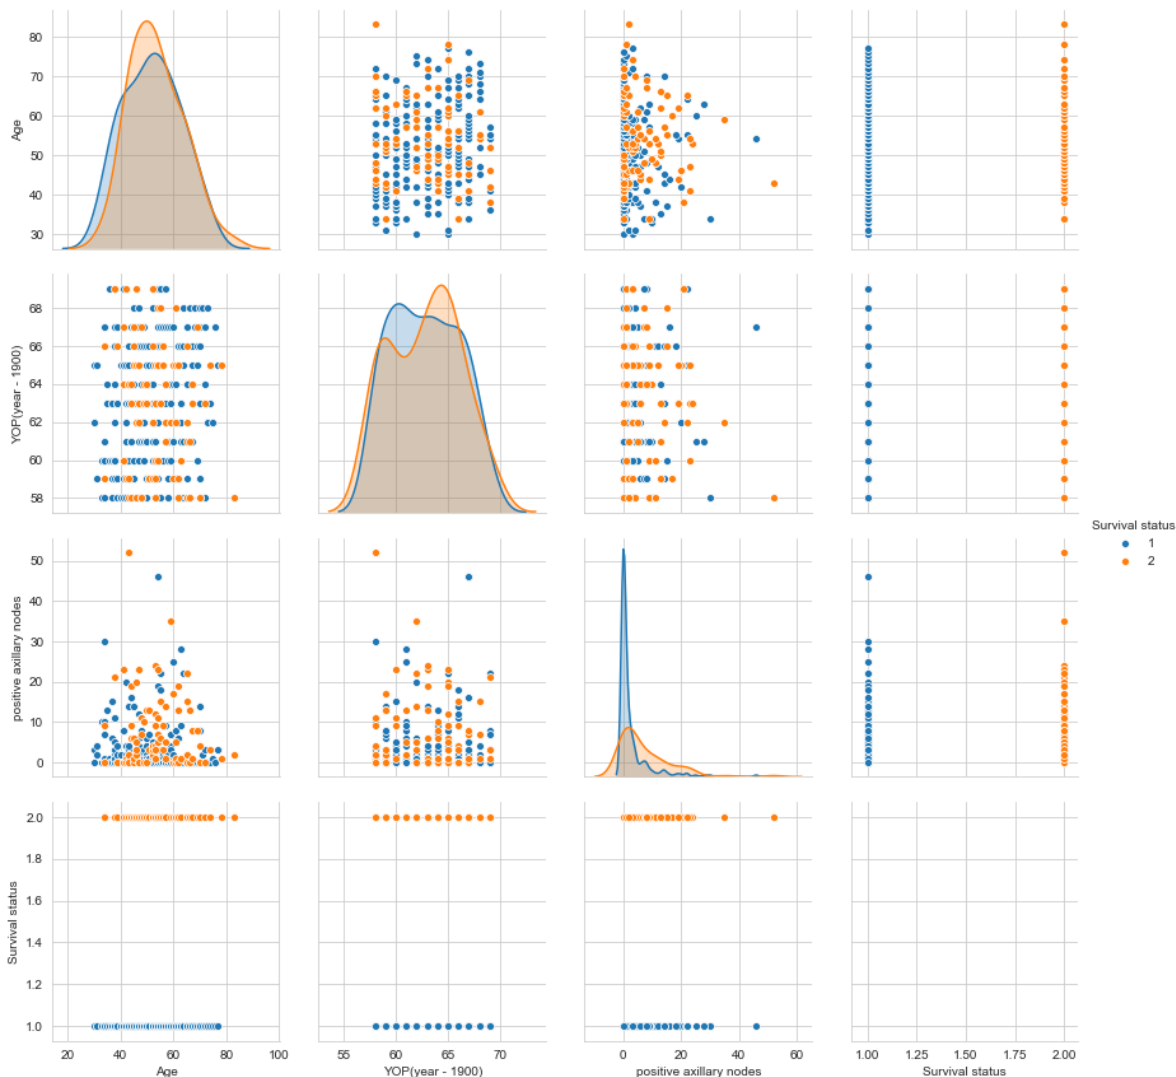 80
70
60
50
40
30
Age
68
66
64
62
60
58
YOP(year - 1900)
Survival status
1
2
50
40
30
20
10
0
positive axillary nodes
2.0
1.8
1.6
1.4
1.2
1.0
Survival status
20 40 60 80 100
55 60 65 70
0 20 40 60
1.00 1.25 1.50 1.75 2.00
Age
YOP(year - 1900)
positive axillary nodes
Survival status